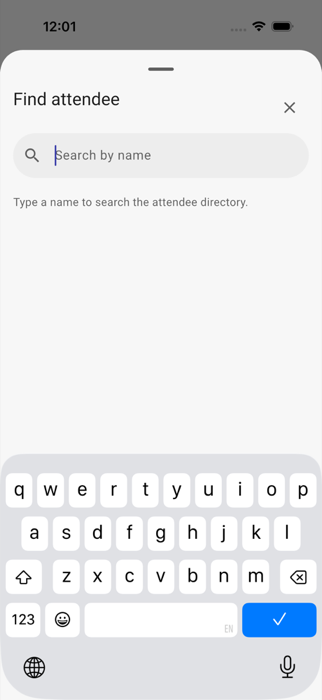 12:01
Find attendee
Search by name
Type a name to search the attendee directory.
q w e r t y u i o p
a s d f g h j k l
z x c v b n m
123
EN